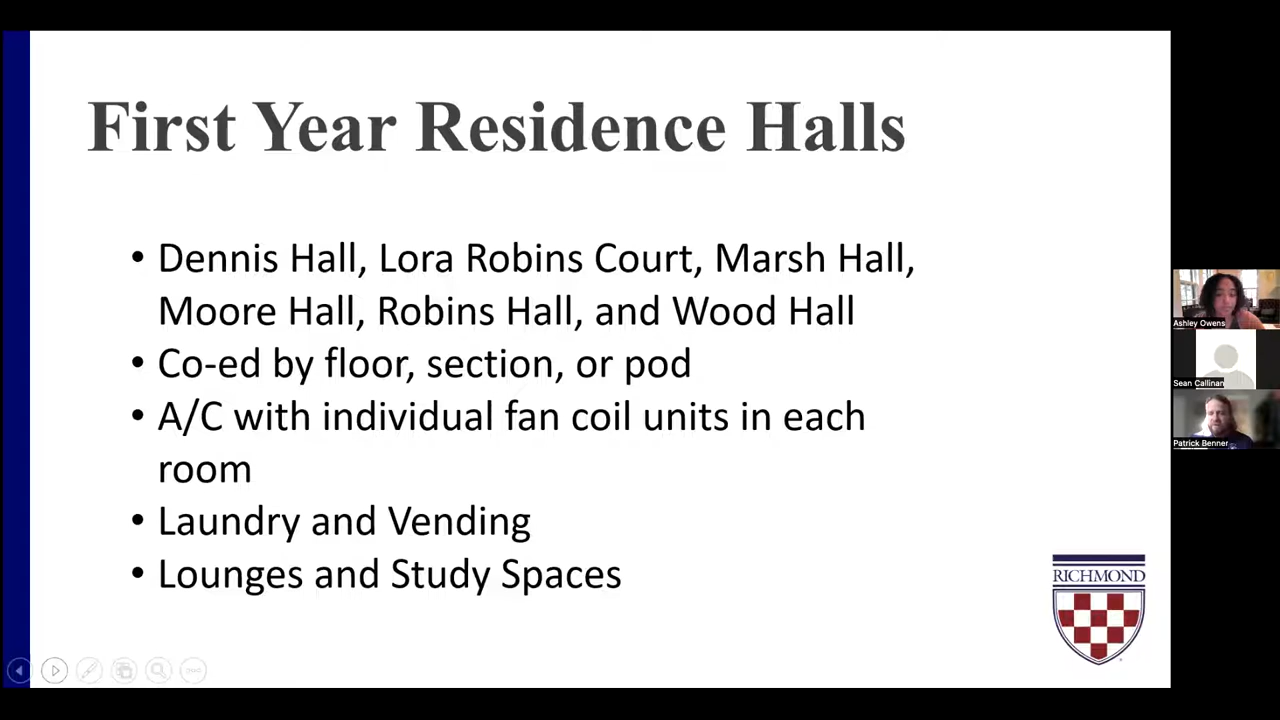 First Year Residence Halls
• Dennis Hall, Lora Robins Court, Marsh Hall,
Moore Hall, Robins Hall, and Wood Hall
• Co-ed by floor, section, or pod
• A/C with individual fan coil units in each
room
• Laundry and Vending
• Lounges and Study Spaces
RICHMOND
Ashley Owens
Sean Callinan
Patrick Benner